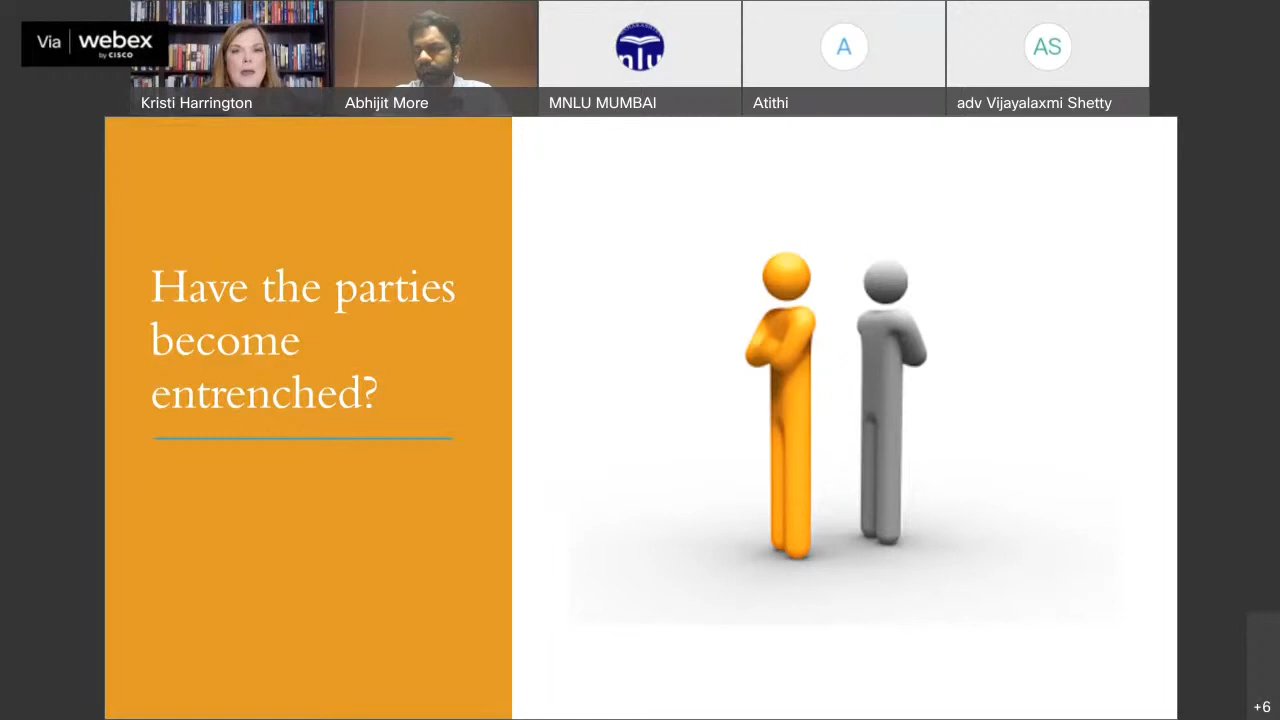 Via webex
by CISCO
nlu
A
AS
Kristi Harrington
Abhijit More
MNLU MUMBAI
Atithi
adv Vijayalaxmi Shetty
Have the parties
become
entrenched?
+6